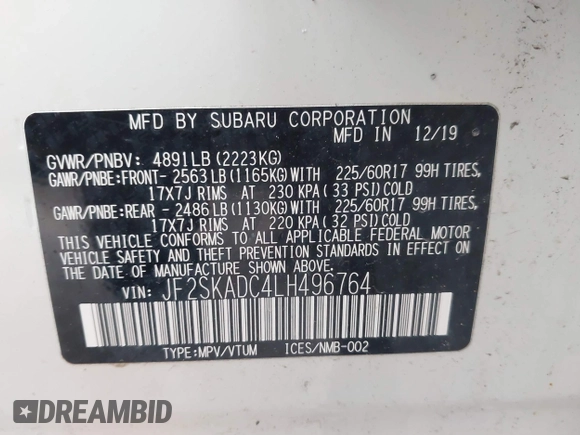 MFD BY SUBARU CORPORATION
IN 12/19
GVWR/PNBV: 4891LB(2223KG)
GAWR/PNBE:FRONT- 2563LB(1165KG)WITH 225/60R17 99H TIRES,
17X7J RIMS AT 230 KPA(33 PSI)COLD
GAWR/PNBE:REAR - 2486LB(1130KG)WITH 225/60R17 99H TIRES,
17X7J RIMS AT 220 KPA(32 PSI)COLD
THIS VEHICLE CONFORMS TO ALL APPLICABLE FEDERAL MOTOR
VEHICLE SAFETY AND THEFT PREVENTION STANDARDS IN EFFECT ON
THE DATE OF MANUFACTURE SHOWN ABOVE.
VIN: JF2SKADC4LH496764
TYPE:MPV/VTUM ICES/NMB-002
DREAMBID